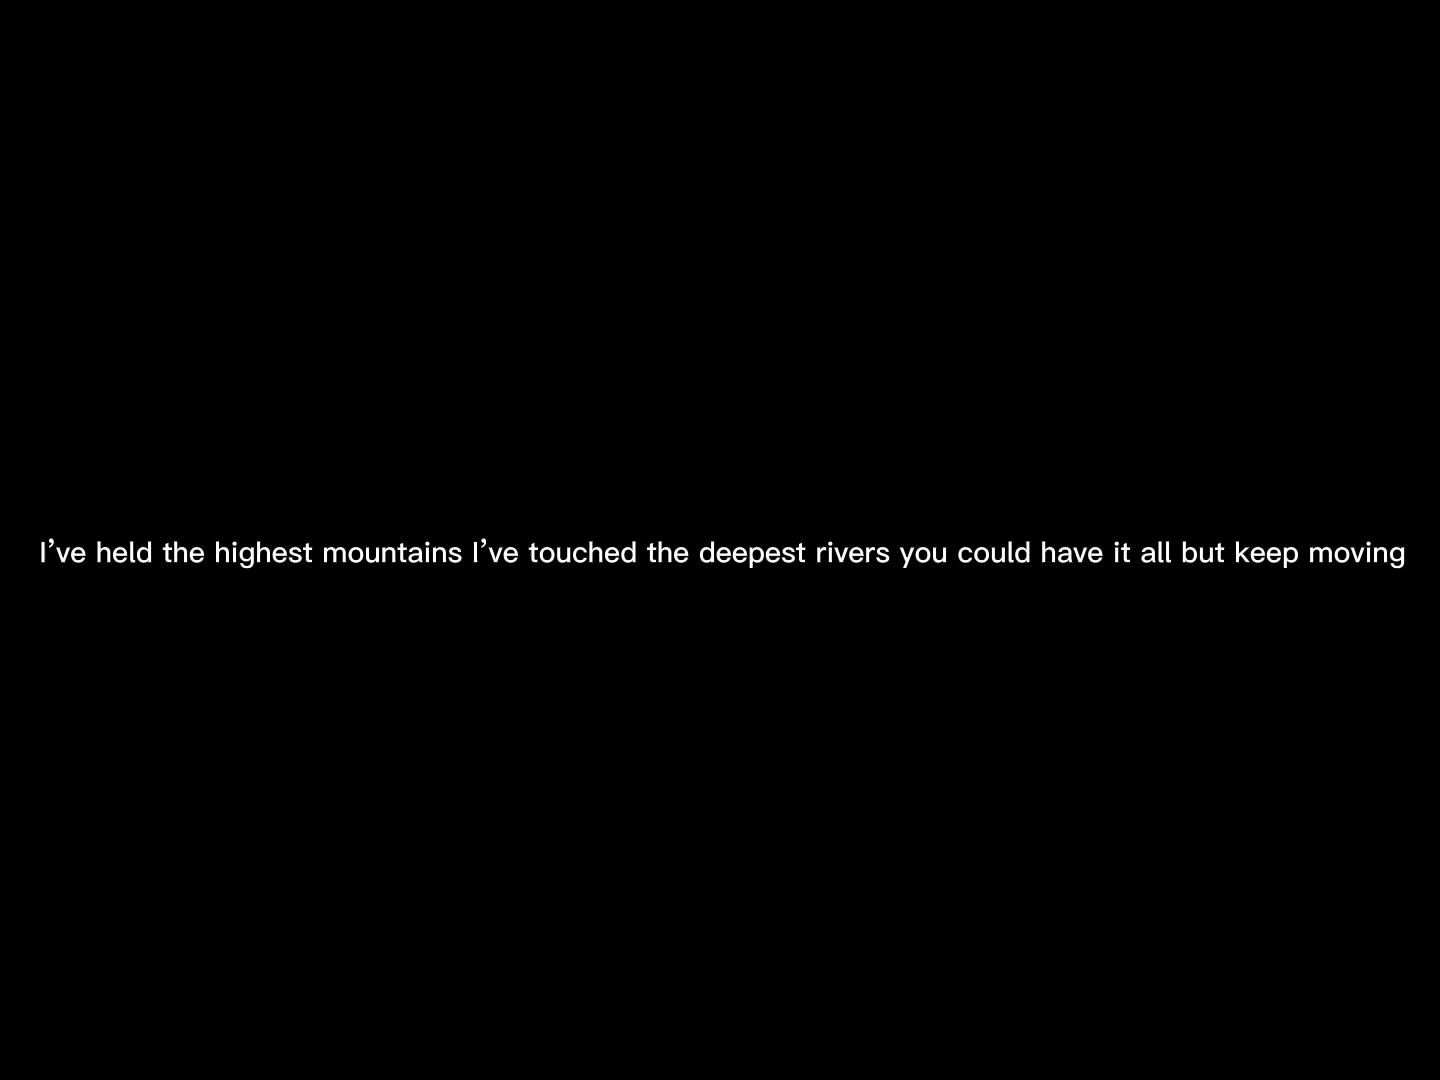 I’ve held the highest mountains I’ve touched the deepest rivers you could have it all but keep moving